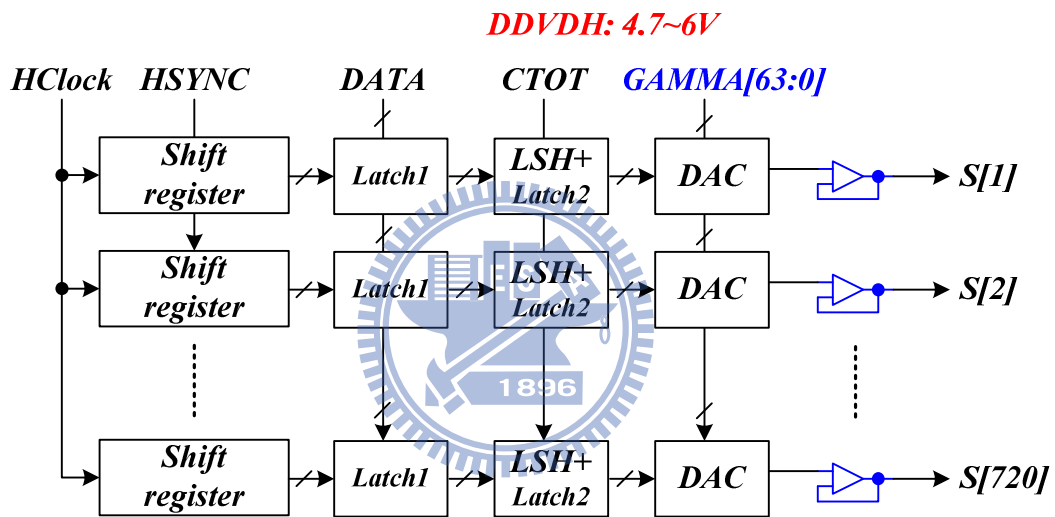 DDVDH: 4.7~6V
HClock HSYNC DATA CTOT GAMMA[63:0]
Shift
register
Latch1
LSH+
Latch2
DAC
S[1]
Shift
register
Latch1
LSH+
Latch2
DAC
S[2]
1896
Shift
register
Latch1
LSH+
Latch2
DAC
S[720]